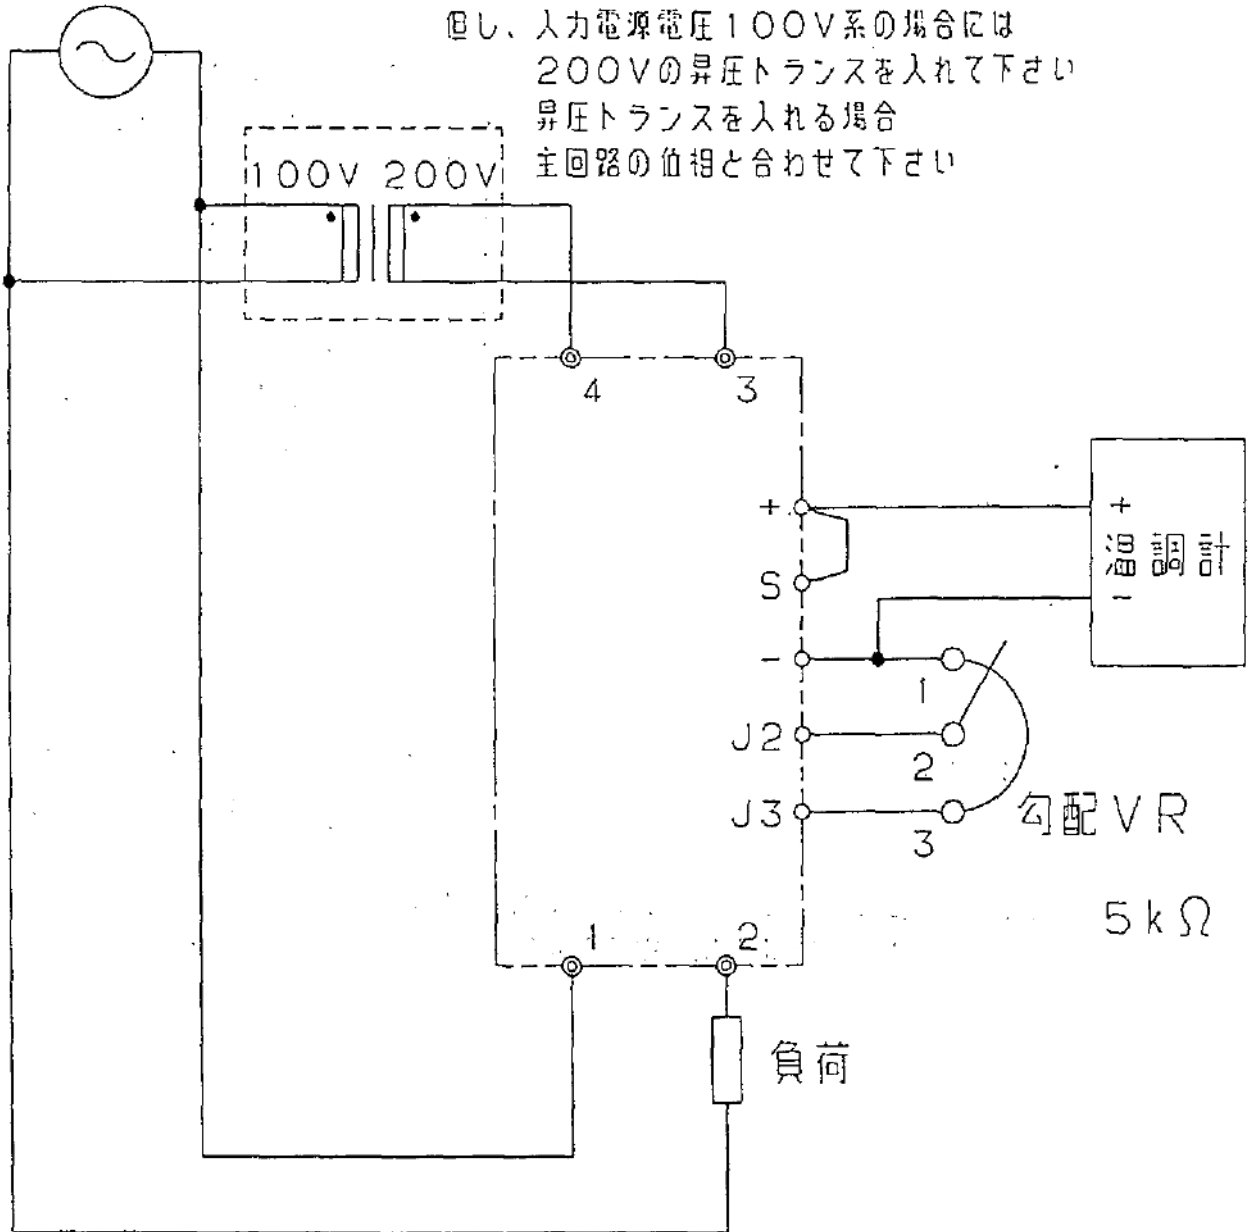 但し、入力電源電圧100V系の場合には
200Vの昇圧トランスを入れて下さい
昇圧トランスを入れる場合
主回路の位相と合わせて下さい
100V 200V
4 3
+
S
-
J2
J3
1
2
3
+
温調計
-
勾配VR
5kΩ
1 2
負荷